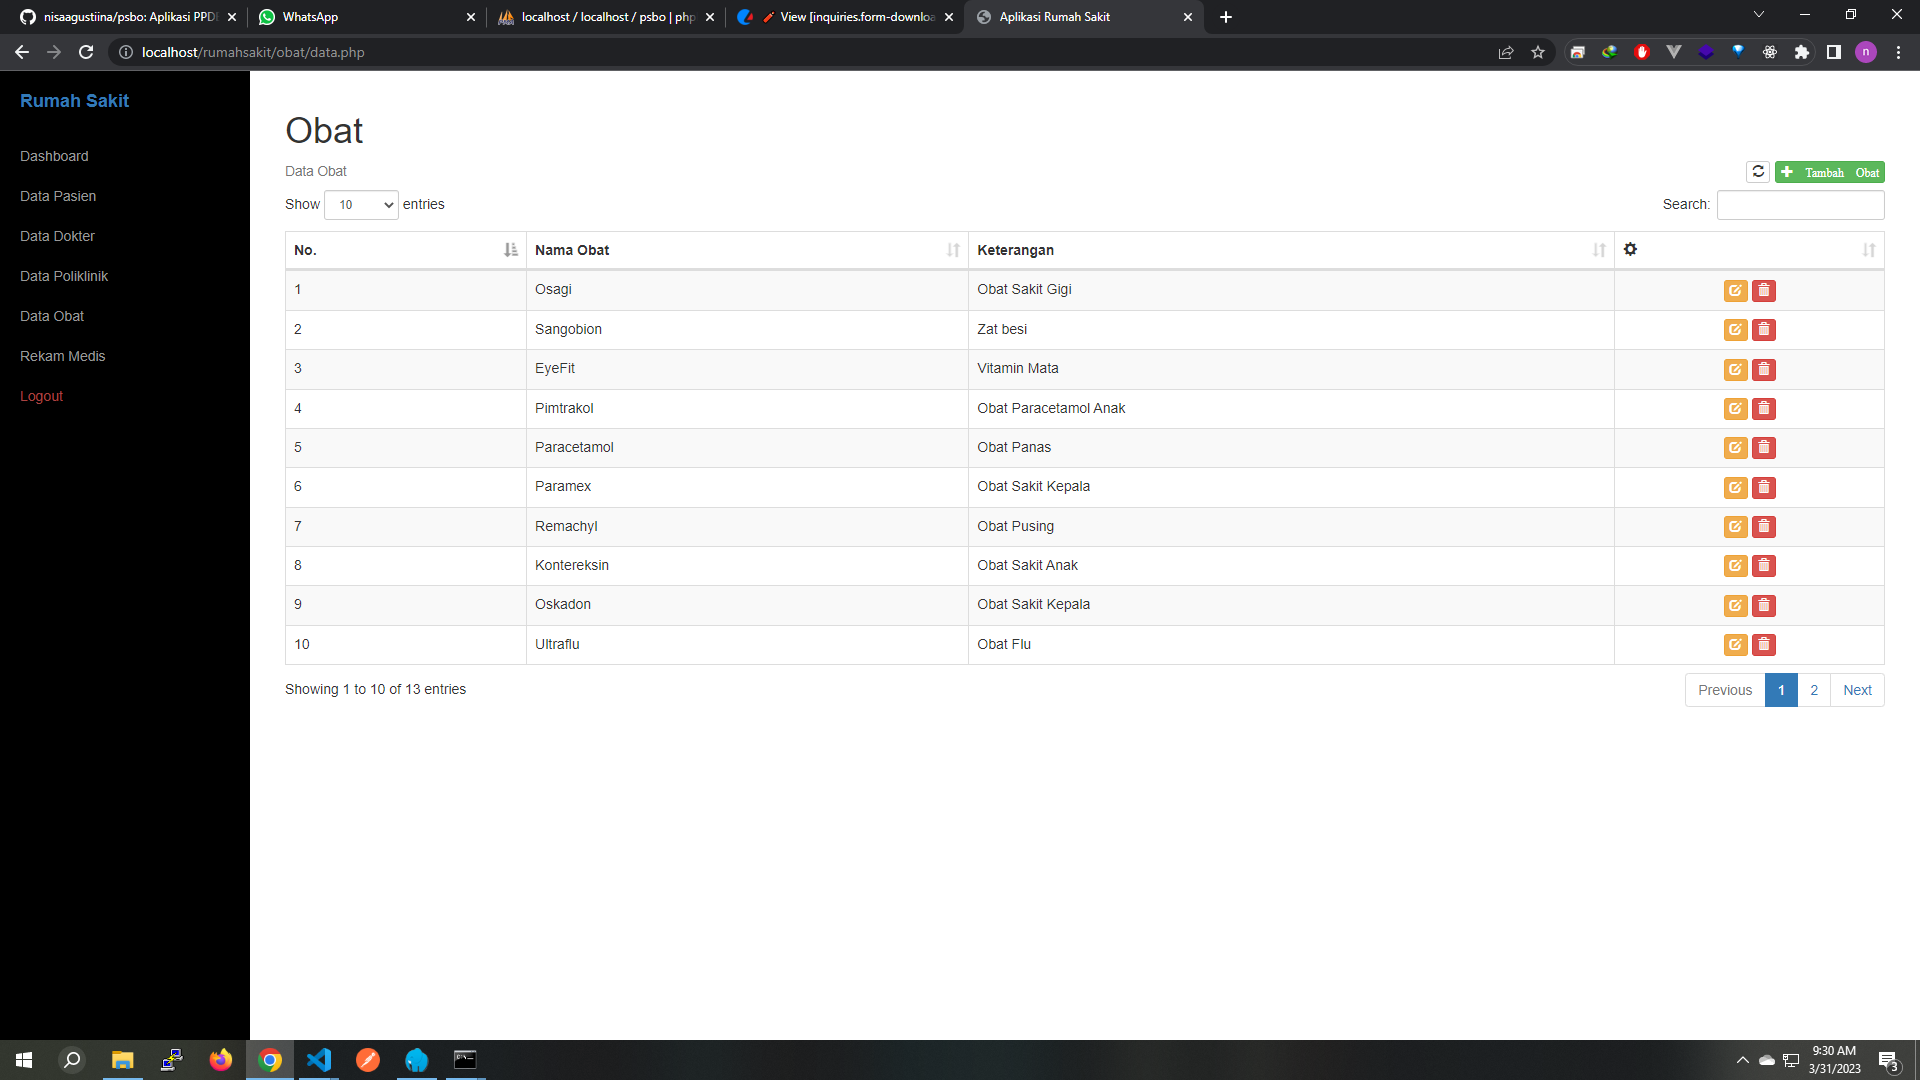 nisaagustiina/psbo: Aplikasi PPDB
WhatsApp
localhost / localhost / psbo | php
View [inquiries.form-downloa
Aplikasi Rumah Sakit
localhost/rumahsakit/obat/data.php
n
Rumah Sakit
Dashboard
Data Pasien
Data Dokter
Data Poliklinik
Data Obat
Rekam Medis
Logout
Obat
Data Obat
Tambah Obat
Show 10 entries
Search:
No. Nama Obat Keterangan
1 Osagi Obat Sakit Gigi
2 Sangobion Zat besi
3 EyeFit Vitamin Mata
4 Pimtrakol Obat Paracetamol Anak
5 Paracetamol Obat Panas
6 Paramex Obat Sakit Kepala
7 Remachyl Obat Pusing
8 Kontereksin Obat Sakit Anak
9 Oskadon Obat Sakit Kepala
10 Ultraflu Obat Flu
Showing 1 to 10 of 13 entries
Previous 1 2 Next
9:30 AM
3/31/2023
3